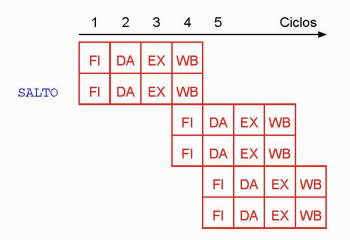 1 2 3 4 5 Ciclos
FI DA EX WB
SALTO FI DA EX WB
FI DA EX WB
FI DA EX WB
FI DA EX WB
FI DA EX WB